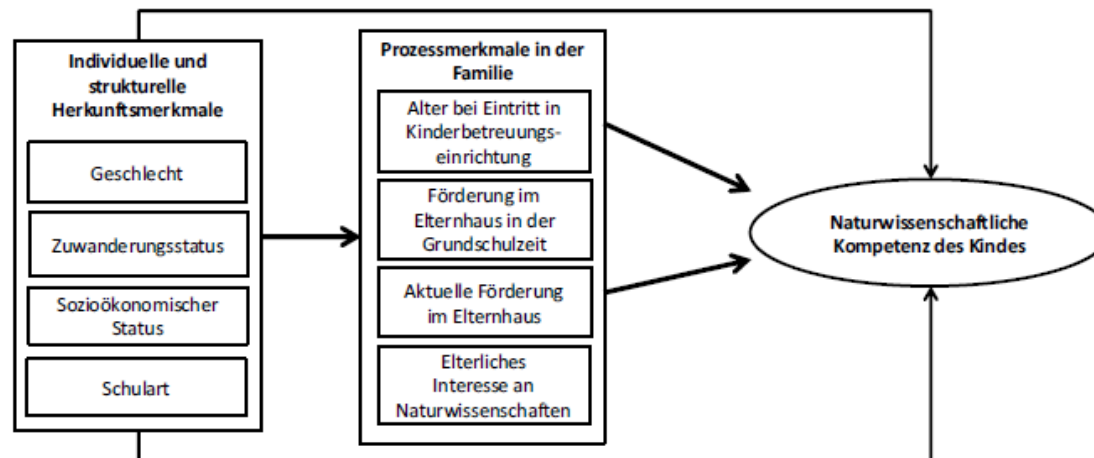 Individuelle und
strukturelle
Herkunftsmerkmale
Geschlecht
Zuwanderungsstatus
Sozioökonomischer
Status
Schulart
Prozessmerkmale in der
Familie
Alter bei Eintritt in
Kinderbetreuungs-
einrichtung
Förderung im
Elternhaus in der
Grundschulzeit
Aktuelle Förderung
im Elternhaus
Elterliches
Interesse an
Naturwissenschaften
Naturwissenschaftliche
Kompetenz des Kindes